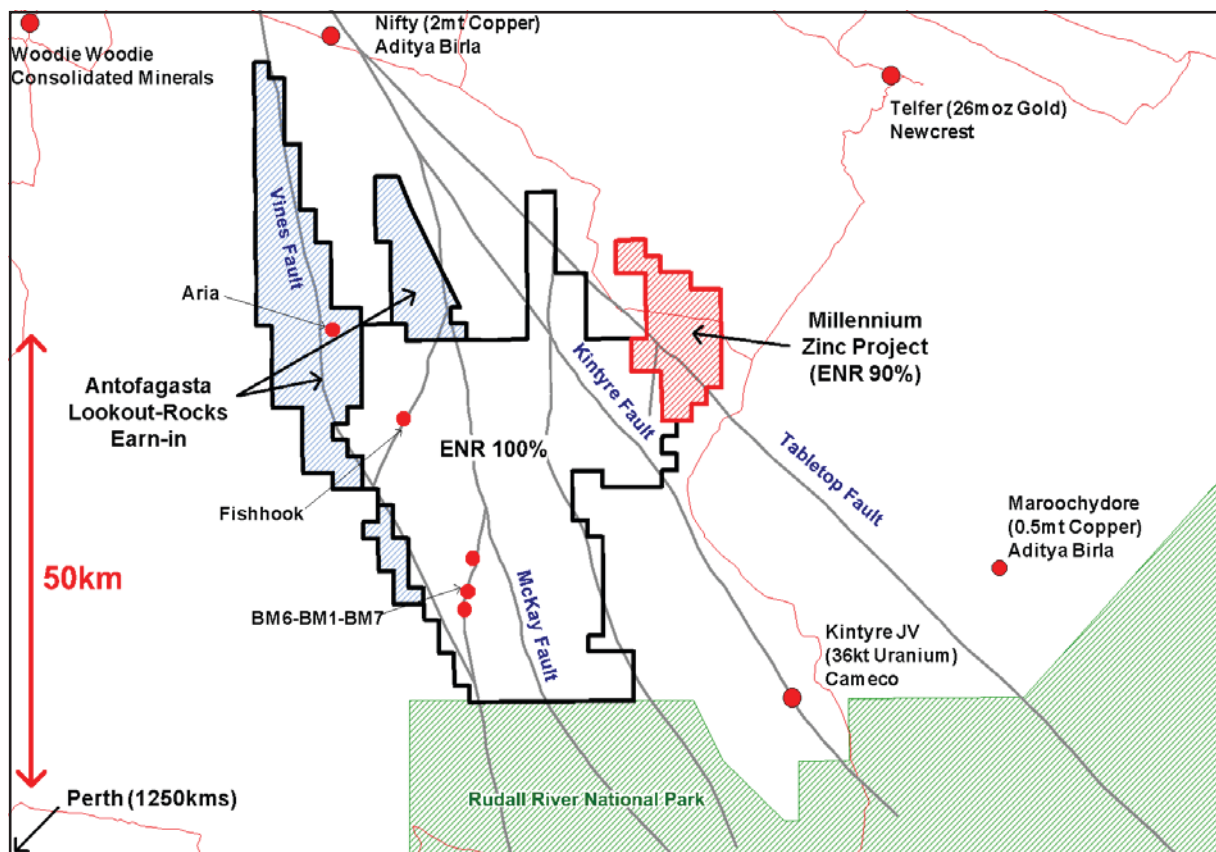 Woodie Woodie
Consolidated Minerals
Nifty (2mt Copper)
Aditya Birla
Telfer (26moz Gold)
Newcrest
Vines Fault
Aria
Antofagasta
Lookout-Rocks
Earn-in
Millennium
Zinc Project
(ENR 90%)
Kintyre Fault
ENR 100%
Tabletop Fault
Fishhook
Maroochydore
(0.5mt Copper)
Aditya Birla
50km
BM6-BM1-BM7
McKay Fault
Kintyre JV
(36kt Uranium)
Cameco
Perth (1250kms)
Rudall River National Park